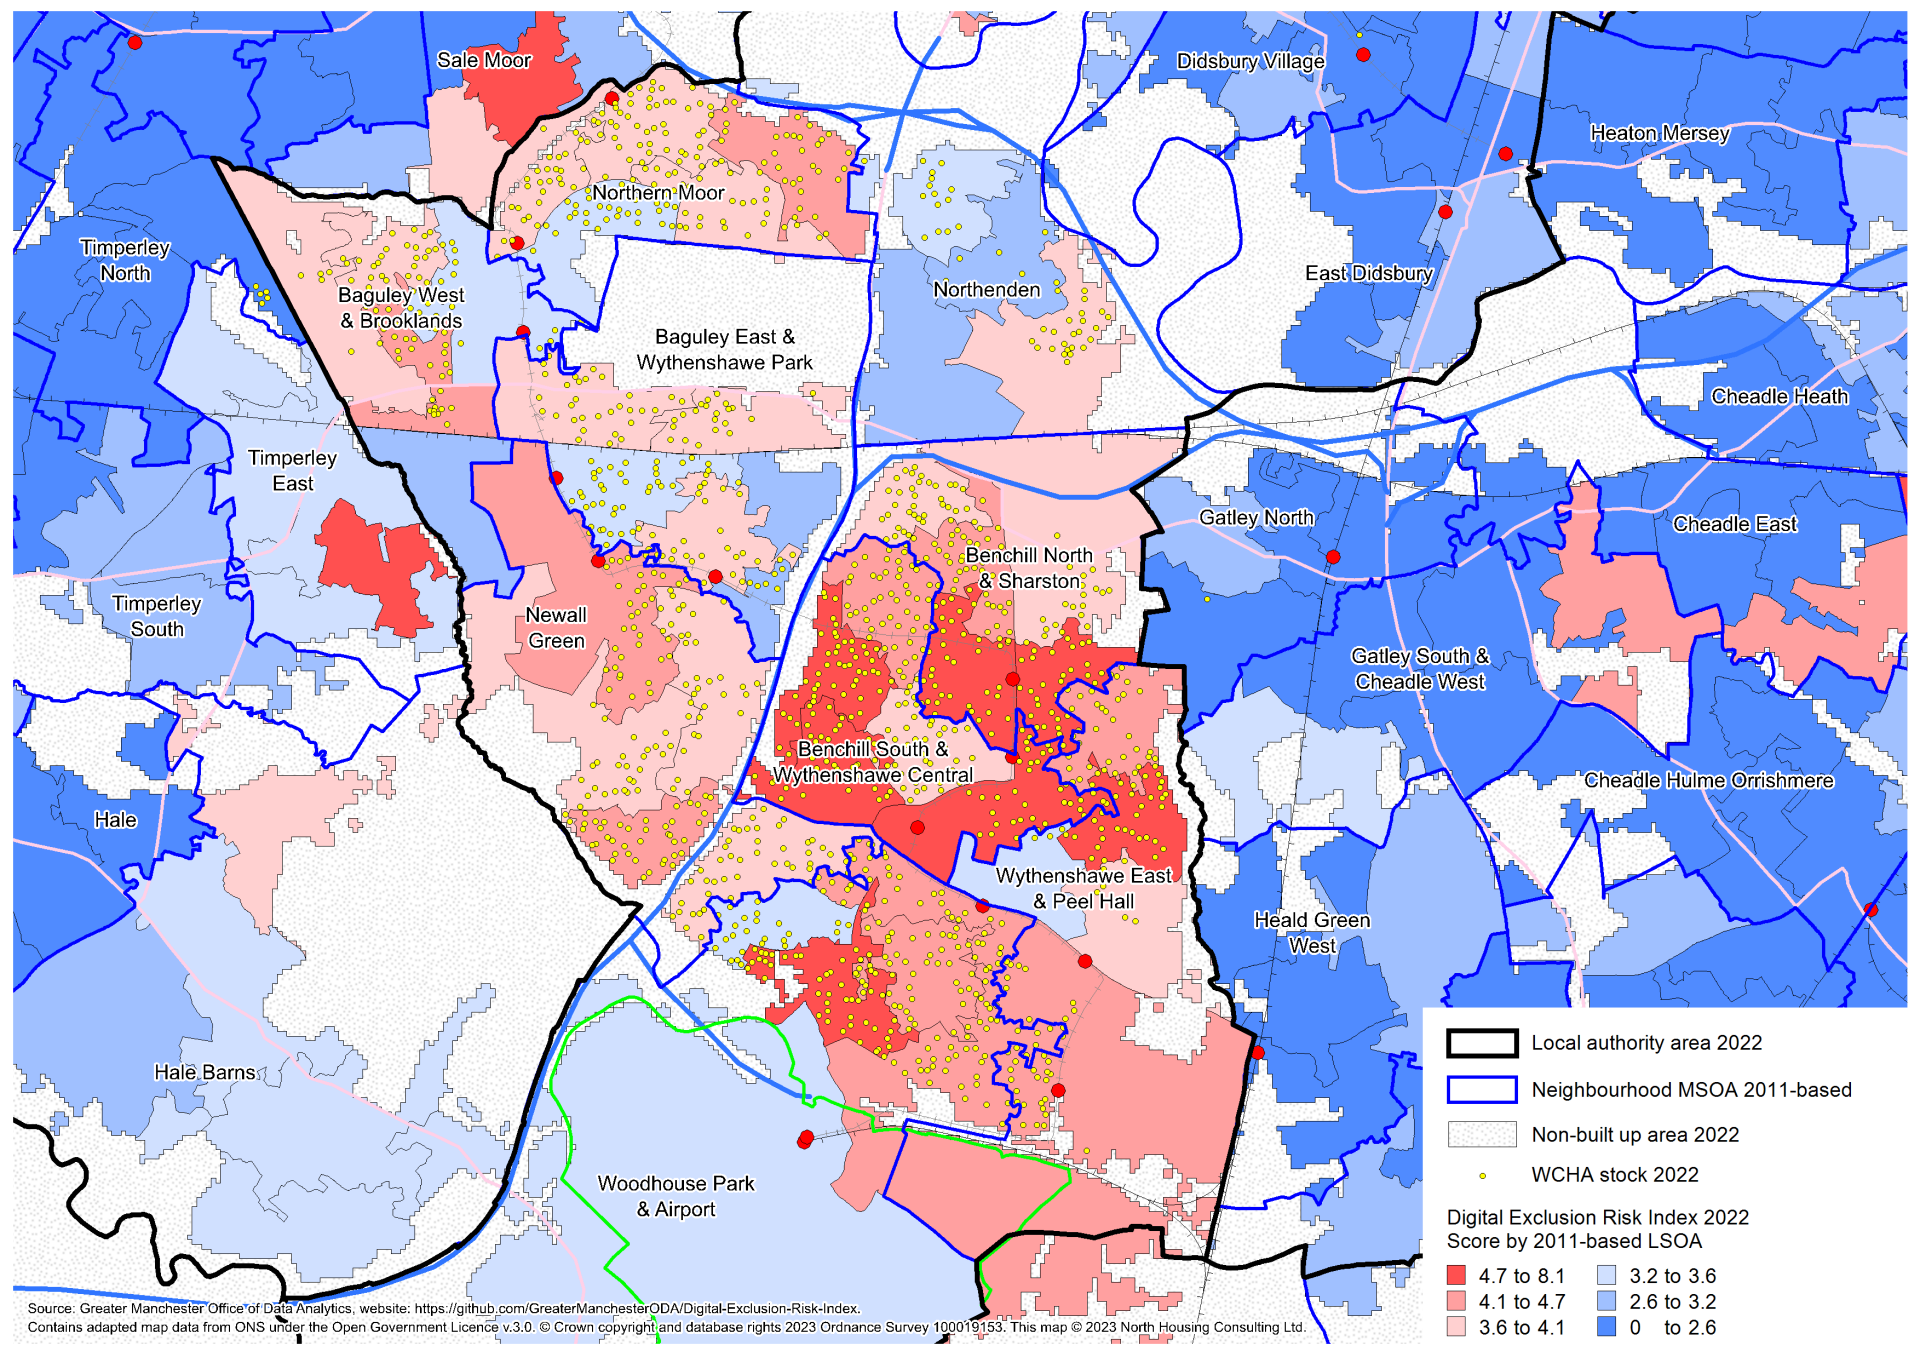 Sale Moor
Didsbury Village
Heaton Mersey
Northern Moor
Timperley
North
Baguley West
& Brooklands
Northenden
East Didsbury
Baguley East &
Wythenshawe Park
Cheadle Heath
Timperley
East
Gatley North
Cheadle East
Benchill North
& Sharston
Timperley
South
Newall
Green
Gatley South &
Cheadle West
Benchill South &
Wythenshawe Central
Cheadle Hulme Orrishmere
Hale
Wythenshawe East
& Peel Hall
Heald Green
West
Hale Barns
Woodhouse Park
& Airport
Local authority area 2022
Neighbourhood MSOA 2011-based
Non-built up area 2022
WCHA stock 2022
Digital Exclusion Risk Index 2022
Score by 2011-based LSOA
4.7 to 8.1 3.2 to 3.6
4.1 to 4.7 2.6 to 3.2
3.6 to 4.1 0 to 2.6
Source: Greater Manchester Office of Data Analytics, website: https://github.com/GreaterManchesterODA/Digital-Exclusion-Risk-Index.
Contains adapted map data from ONS under the Open Government Licence v.3.0. © Crown copyright and database rights 2023 Ordnance Survey 100019153. This map © 2023 North Housing Consulting Ltd.